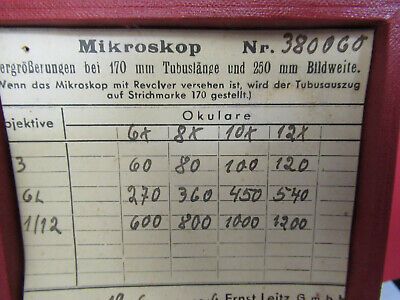 Mikroskop Nr. 380060
ergrößerungen bei 170 mm Tubuslänge und 250 mm Bildweite.
Wenn das Mikroskop mit Revolver versehen ist, wird der Tubusauszug
auf Strichmarke 170 gestellt.)
bjektive Okulare
6x 8x 10x 12x
3 60 80 100 120
6L 270 360 450 540
1/12 600 800 1000 1200
Ernst Leitz G m b